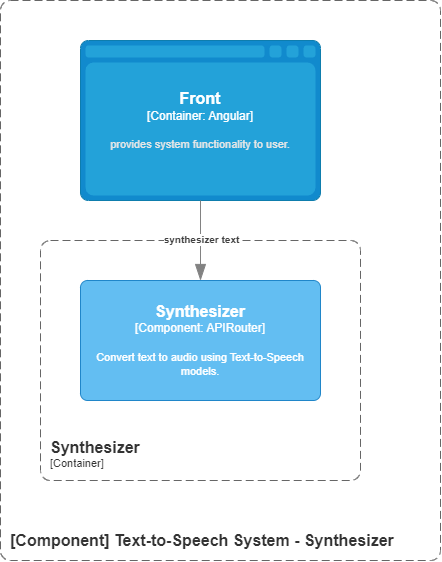 Front
[Container: Angular]
provides system functionality to user.
synthesizer text
Synthesizer
[Component: APIRouter]
Convert text to audio using Text-to-Speech
models.
Synthesizer
[Container]
[Component] Text-to-Speech System - Synthesizer